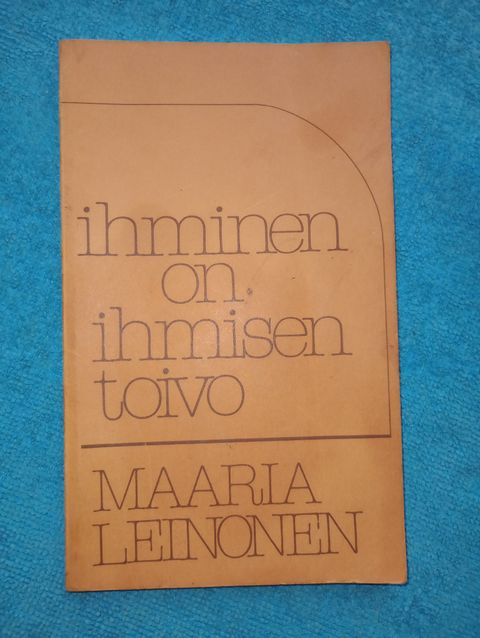 ihminen
on
ihmisen
toivo
MAARIA
LEINONEN